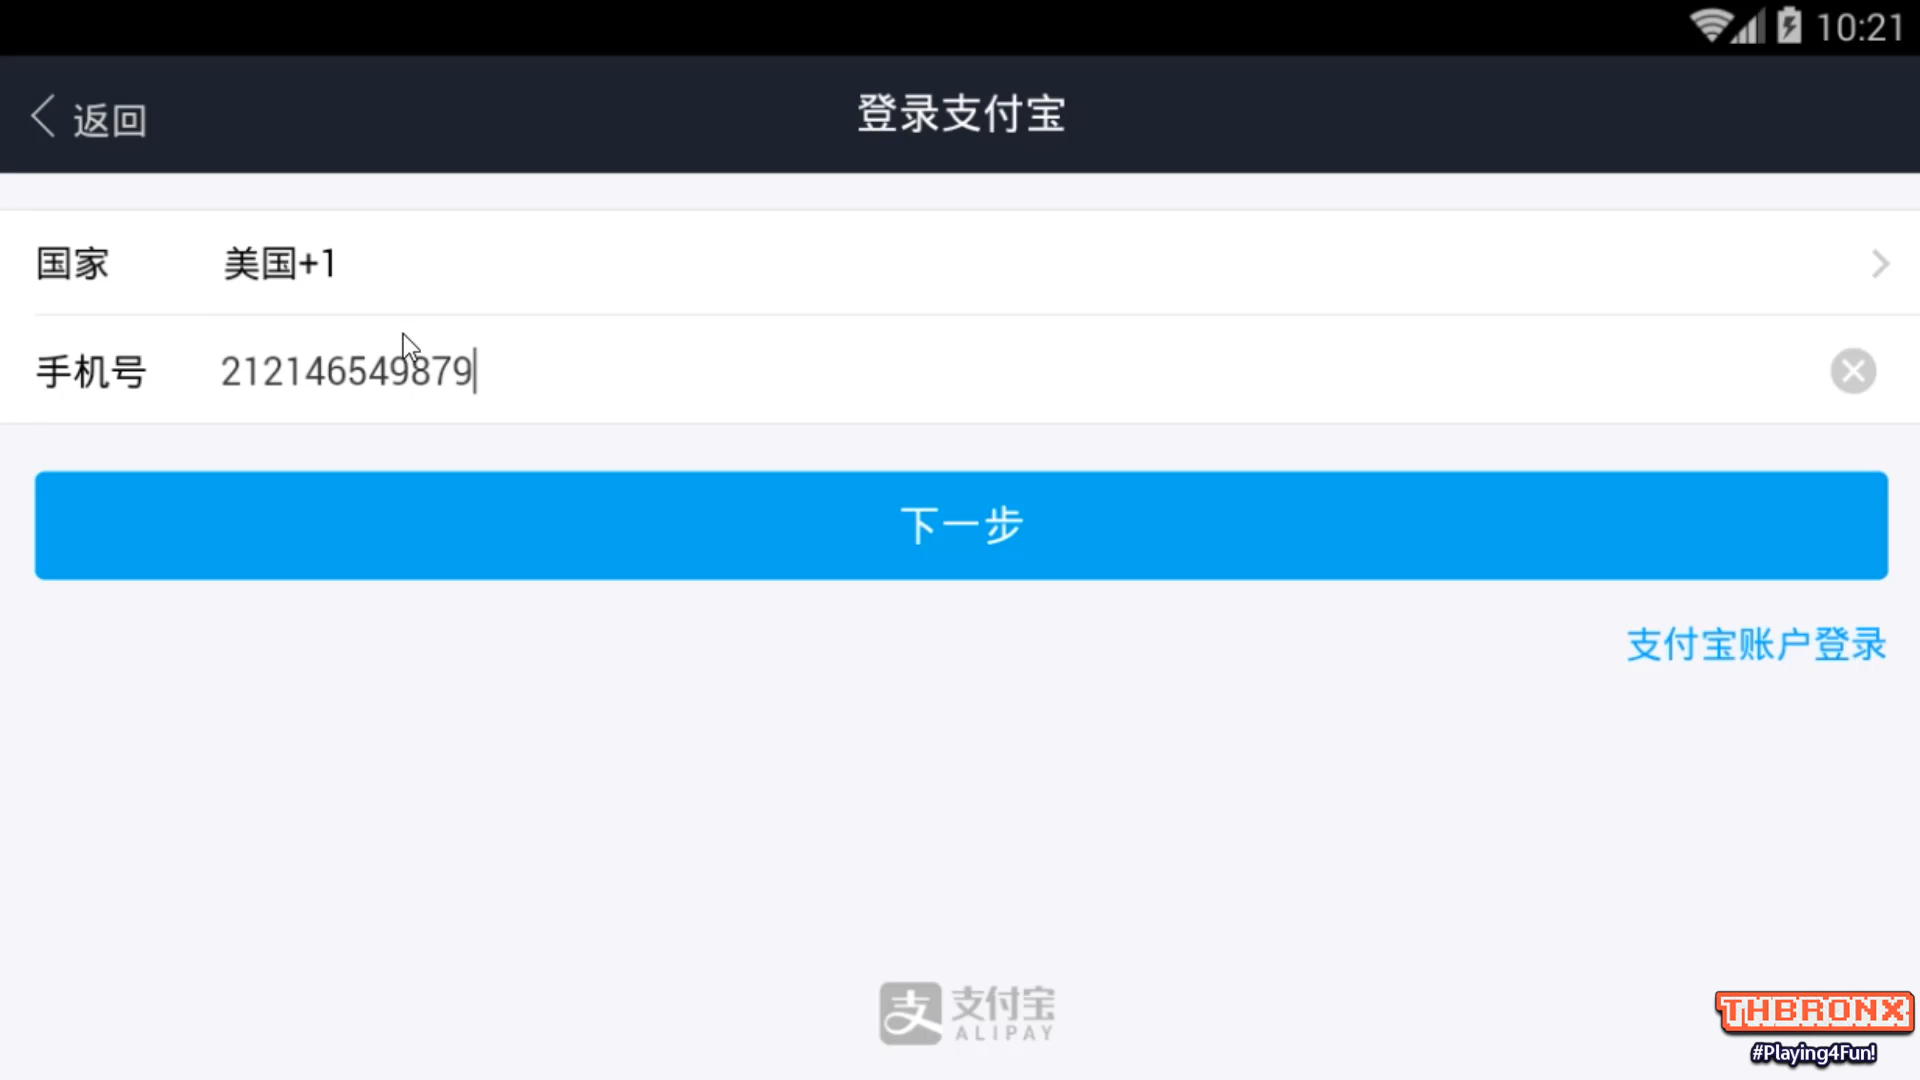 10:21
返回
登录支付宝
国家 美国+1
手机号 212146549879
下一步
支付宝账户登录
支 支付宝
ALIPAY
THBRONX
#Playing4Fun!